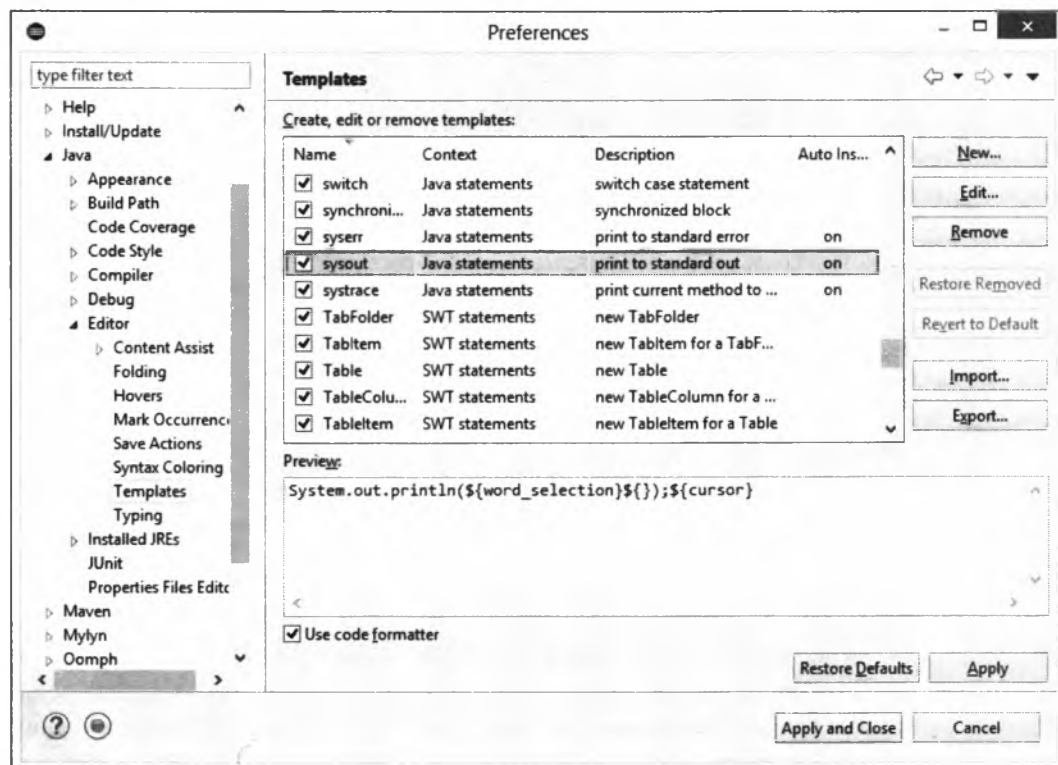 Preferences
type filter text
Help
Install/Update
Java
Appearance
Build Path
Code Coverage
Code Style
Compiler
Debug
Editor
Content Assist
Folding
Hovers
Mark Occurrence
Save Actions
Syntax Coloring
Templates
Typing
Installed JREs
JUnit
Properties Files Edito
Maven
Mylyn
Oomph
Templates
Create, edit or remove templates:
Name Context Description Auto Ins...
switch Java statements switch case statement
synchroni... Java statements synchronized block
syserr Java statements print to standard error on
sysout Java statements print to standard out on
systrace Java statements print current method to ... on
TabFolder SWT statements new TabFolder
TabItem SWT statements new TabItem for a TabF...
Table SWT statements new Table
TableColu... SWT statements new TableColumn for a ...
TableItem SWT statements new TableItem for a Table
New...
Edit...
Remove
Restore Removed
Revert to Default
Import...
Export...
Preview:
System.out.println(${word_selection}${});${cursor}
Use code formatter
Restore Defaults Apply
? Apply and Close Cancel